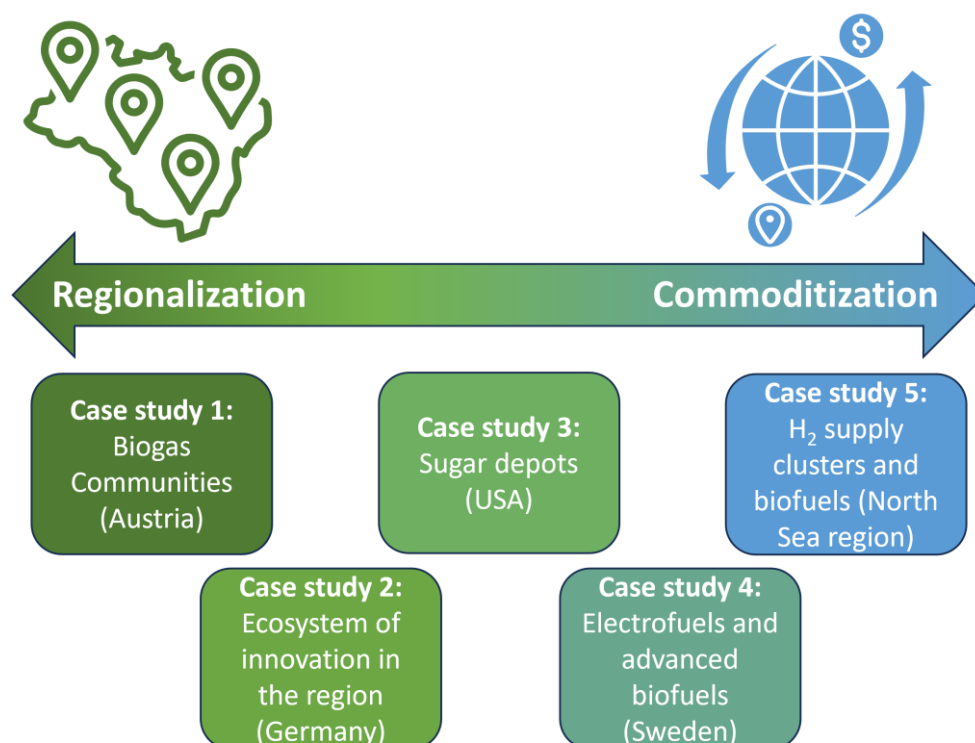 $
Regionalization
Commoditization
Case study 1:
Biogas
Communities
(Austria)
Case study 2:
Ecosystem of
innovation in
the region
(Germany)
Case study 3:
Sugar depots
(USA)
Case study 4:
Electrofuels and
advanced
biofuels
(Sweden)
Case study 5:
H₂ supply
clusters and
biofuels (North
Sea region)